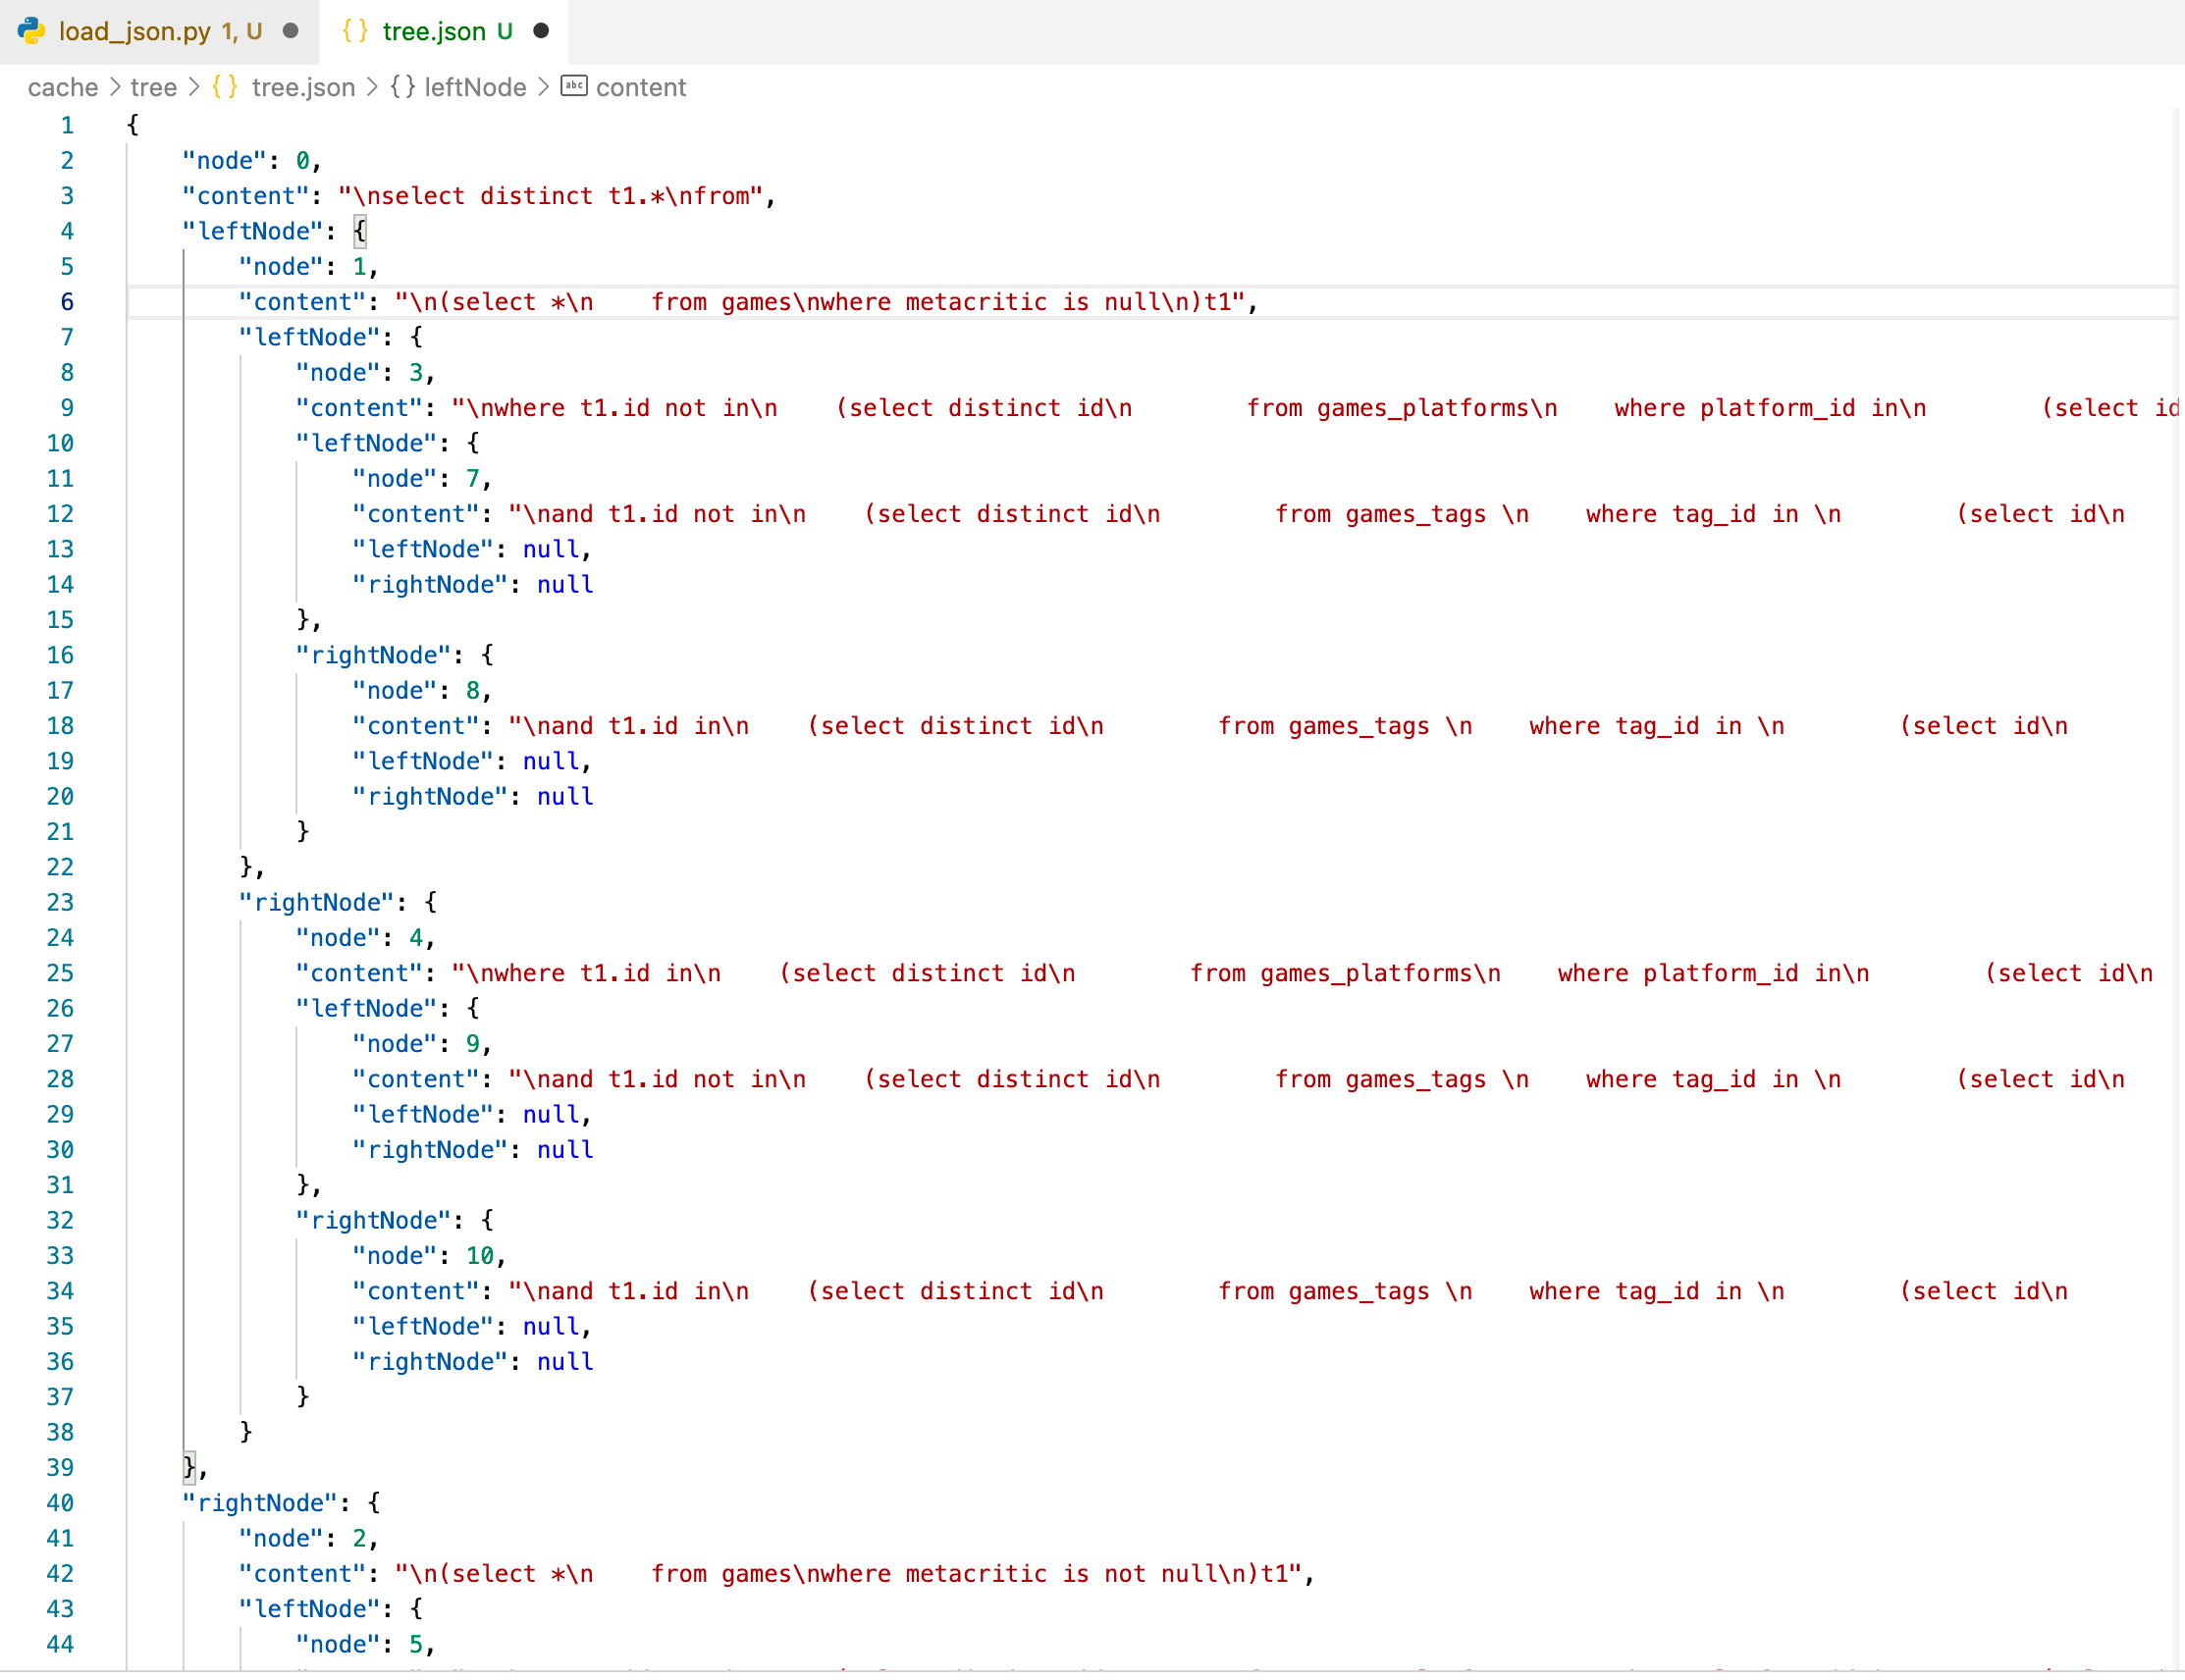 load_json.py 1, U
{} tree.json U
cache > tree > {} tree.json > {} leftNode > abc content
1 {
2 "node": 0,
3 "content": "\nselect distinct t1.*\nfrom",
4 "leftNode": {
5 "node": 1,
6 "content": "\n(select *\n    from games\nwhere metacritic is null\n)t1",
7 "leftNode": {
8 "node": 3,
9 "content": "\nwhere t1.id not in\n    (select distinct id\n        from games_platforms\n    where platform_id in\n        (select id
10 "leftNode": {
11 "node": 7,
12 "content": "\nand t1.id not in\n    (select distinct id\n        from games_tags \n    where tag_id in \n        (select id\n
13 "leftNode": null,
14 "rightNode": null
15 },
16 "rightNode": {
17 "node": 8,
18 "content": "\nand t1.id in\n    (select distinct id\n        from games_tags \n    where tag_id in \n        (select id\n
19 "leftNode": null,
20 "rightNode": null
21 }
22 },
23 "rightNode": {
24 "node": 4,
25 "content": "\nwhere t1.id in\n    (select distinct id\n        from games_platforms\n    where platform_id in\n        (select id\n
26 "leftNode": {
27 "node": 9,
28 "content": "\nand t1.id not in\n    (select distinct id\n        from games_tags \n    where tag_id in \n        (select id\n
29 "leftNode": null,
30 "rightNode": null
31 },
32 "rightNode": {
33 "node": 10,
34 "content": "\nand t1.id in\n    (select distinct id\n        from games_tags \n    where tag_id in \n        (select id\n
35 "leftNode": null,
36 "rightNode": null
37 }
38 }
39 },
40 "rightNode": {
41 "node": 2,
42 "content": "\n(select *\n    from games\nwhere metacritic is not null\n)t1",
43 "leftNode": {
44 "node": 5,